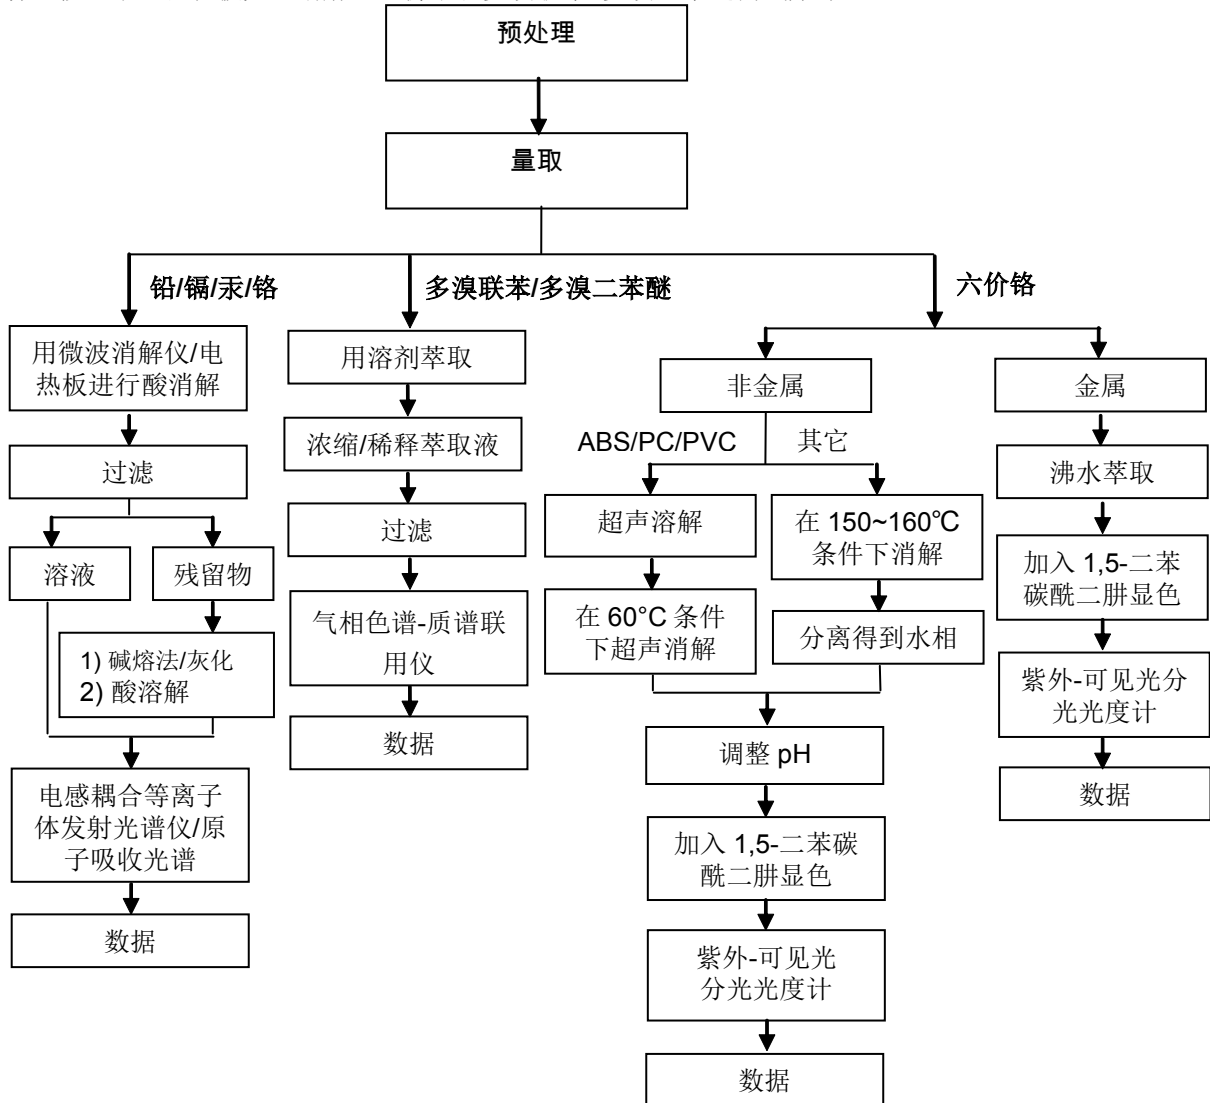 预处理
量取
铅/镉/汞/铬
多溴联苯/多溴二苯醚
六价铬
用微波消解仪/电
热板进行酸消解
过滤
溶液
残留物
1) 碱熔法/灰化
2) 酸溶解
电感耦合等离子
体发射光谱仪/原
子吸收光谱
数据
用溶剂萃取
浓缩/稀释萃取液
过滤
气相色谱-质谱联
用仪
数据
非金属
ABS/PC/PVC
其它
超声溶解
在 60°C 条件
下超声消解
在 150~160℃
条件下消解
分离得到水相
调整 pH
加入 1,5-二苯碳
酰二肼显色
紫外-可见光
分光光度计
数据
金属
沸水萃取
加入 1,5-二苯
碳酰二肼显色
紫外-可见光分
光光度计
数据